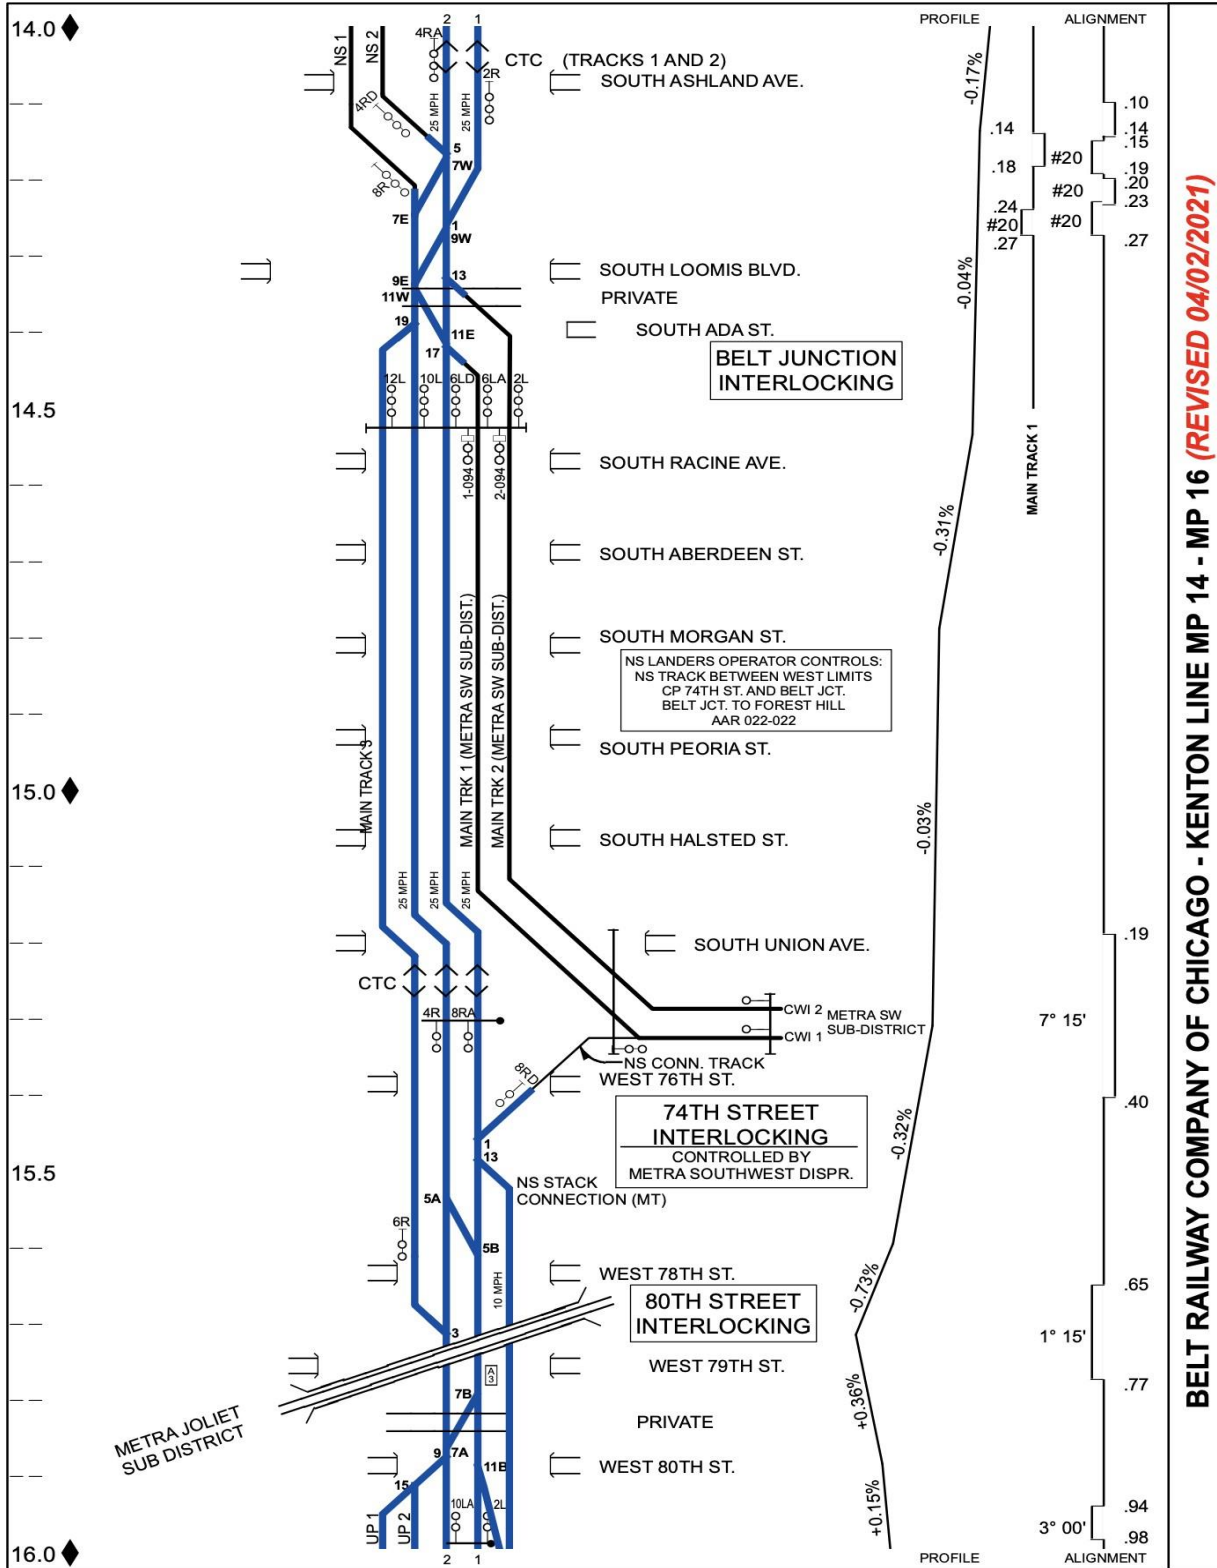 2 1
PROFILE ALIGNMENT
14.0
NS 1
NS 2
4RA
CTC (TRACKS 1 AND 2)
2R
SOUTH ASHLAND AVE.
25 MPH
25 MPH
-0.17%
4RD
.10
.14
.14
.15
5
7W
#20
.18
.19
8R
.20
#20
7E
.24
.23
1
9W
#20
#20
.27
.27
13
SOUTH LOOMIS BLVD.
9E
11W
PRIVATE
-0.04%
19
11E
SOUTH ADA ST.
17
BELT JUNCTION
INTERLOCKING
12L 10L 6LD 6LA 2L
14.5
MAIN TRACK 1
1-094
2-094
SOUTH RACINE AVE.
-0.31%
SOUTH ABERDEEN ST.
MAIN TRK 1 (METRA SW SUB-DIST.)
MAIN TRK 2 (METRA SW SUB-DIST.)
SOUTH MORGAN ST.
NS LANDERS OPERATOR CONTROLS:
NS TRACK BETWEEN WEST LIMITS
CP 74TH ST. AND BELT JCT.
BELT JCT. TO FOREST HILL
AAR 022-022
SOUTH PEORIA ST.
MAIN TRACK 3
15.0
-0.03%
SOUTH HALSTED ST.
25 MPH
25 MPH
25 MPH
SOUTH UNION AVE.
.19
CTC
4R 8RA
CWI 2
METRA SW
SUB-DISTRICT
CWI 1
7° 15'
NS CONN. TRACK
8RD
WEST 76TH ST.
.40
74TH STREET
INTERLOCKING
CONTROLLED BY
METRA SOUTHWEST DISPR.
-0.32%
1
13
15.5
NS STACK
CONNECTION (MT)
5A
6R
5B
10 MPH
WEST 78TH ST.
.65
-0.73%
80TH STREET
INTERLOCKING
3
1° 15'
WEST 79TH ST.
A
3
.77
7B
+0.36%
METRA JOLIET
SUB DISTRICT
PRIVATE
9 7A
11B
WEST 80TH ST.
15
10LA 2L
.94
UP 1
UP 2
+0.15%
3° 00'
.98
16.0
2 1
PROFILE ALIGNMENT
BELT RAILWAY COMPANY OF CHICAGO - KENTON LINE MP 14 - MP 16 (REVISED 04/02/2021)